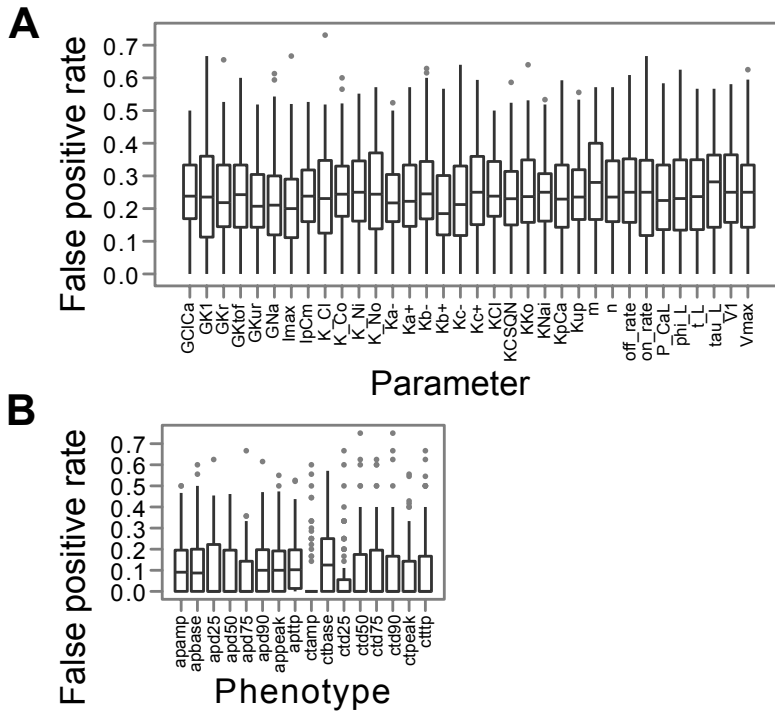 A
False positive rate
0.7
0.6
0.5
0.4
0.3
0.2
0.1
0.0
GClCa
GK1
GKr
GKtof
GKur
GNa
Imax
IpCm
K_Cl
K_Co
K_Ni
K_No
Ka-
Ka+
Kb-
Kb+
Kc-
Kc+
KCl
KCSQN
KKo
KNai
KpCa
Kup
m
n
off_rate
on_rate
P_CaL
phi_L
t_L
tau_L
V1
Vmax
Parameter
B
False positive rate
0.7
0.6
0.5
0.4
0.3
0.2
0.1
0.0
apamp
apbase
apd25
apd50
apd75
apd90
appeak
apttp
ctamp
ctbase
ctd25
ctd50
ctd75
ctd90
ctpeak
ctttp
Phenotype